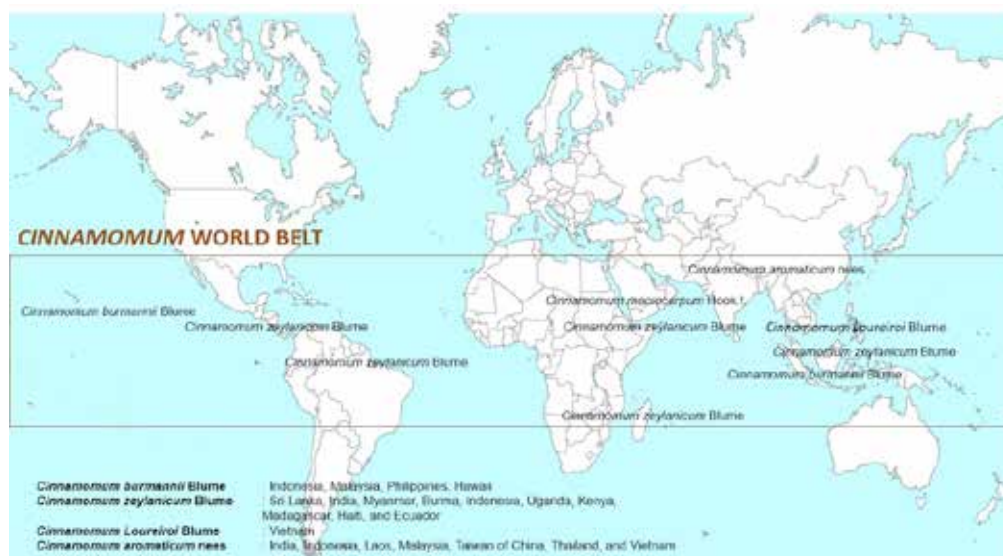 CINNAMOMUM WORLD BELT
Cinnamomum aromaticum nees
Cinnamomum burmannii Blume
Cinnamomum macrocarpum Hook f.
Cinnamomum zeylanicum Blume
Cinnamomum zeylanicum Blume
Cinnamomum Loureiroi Blume
Cinnamomum zeylanicum Blume
Cinnamomum zeylanicum Blume
Cinnamomum burmannii Blume
Cinnamomum zeylanicum Blume
Cinnamomum burmannii Blume : Indonesia, Malaysia, Philippines, Hawaii
Cinnamomum zeylanicum Blume : Sri Lanka, India, Myanmar, Burma, Indonesia, Uganda, Kenya,
Madagascar, Haiti, and Ecuador
Cinnamomum Loureiroi Blume : Vietnam
Cinnamomum aromaticum nees : India, Indonesia, Laos, Malaysia, Taiwan of China, Thailand, and Vietnam